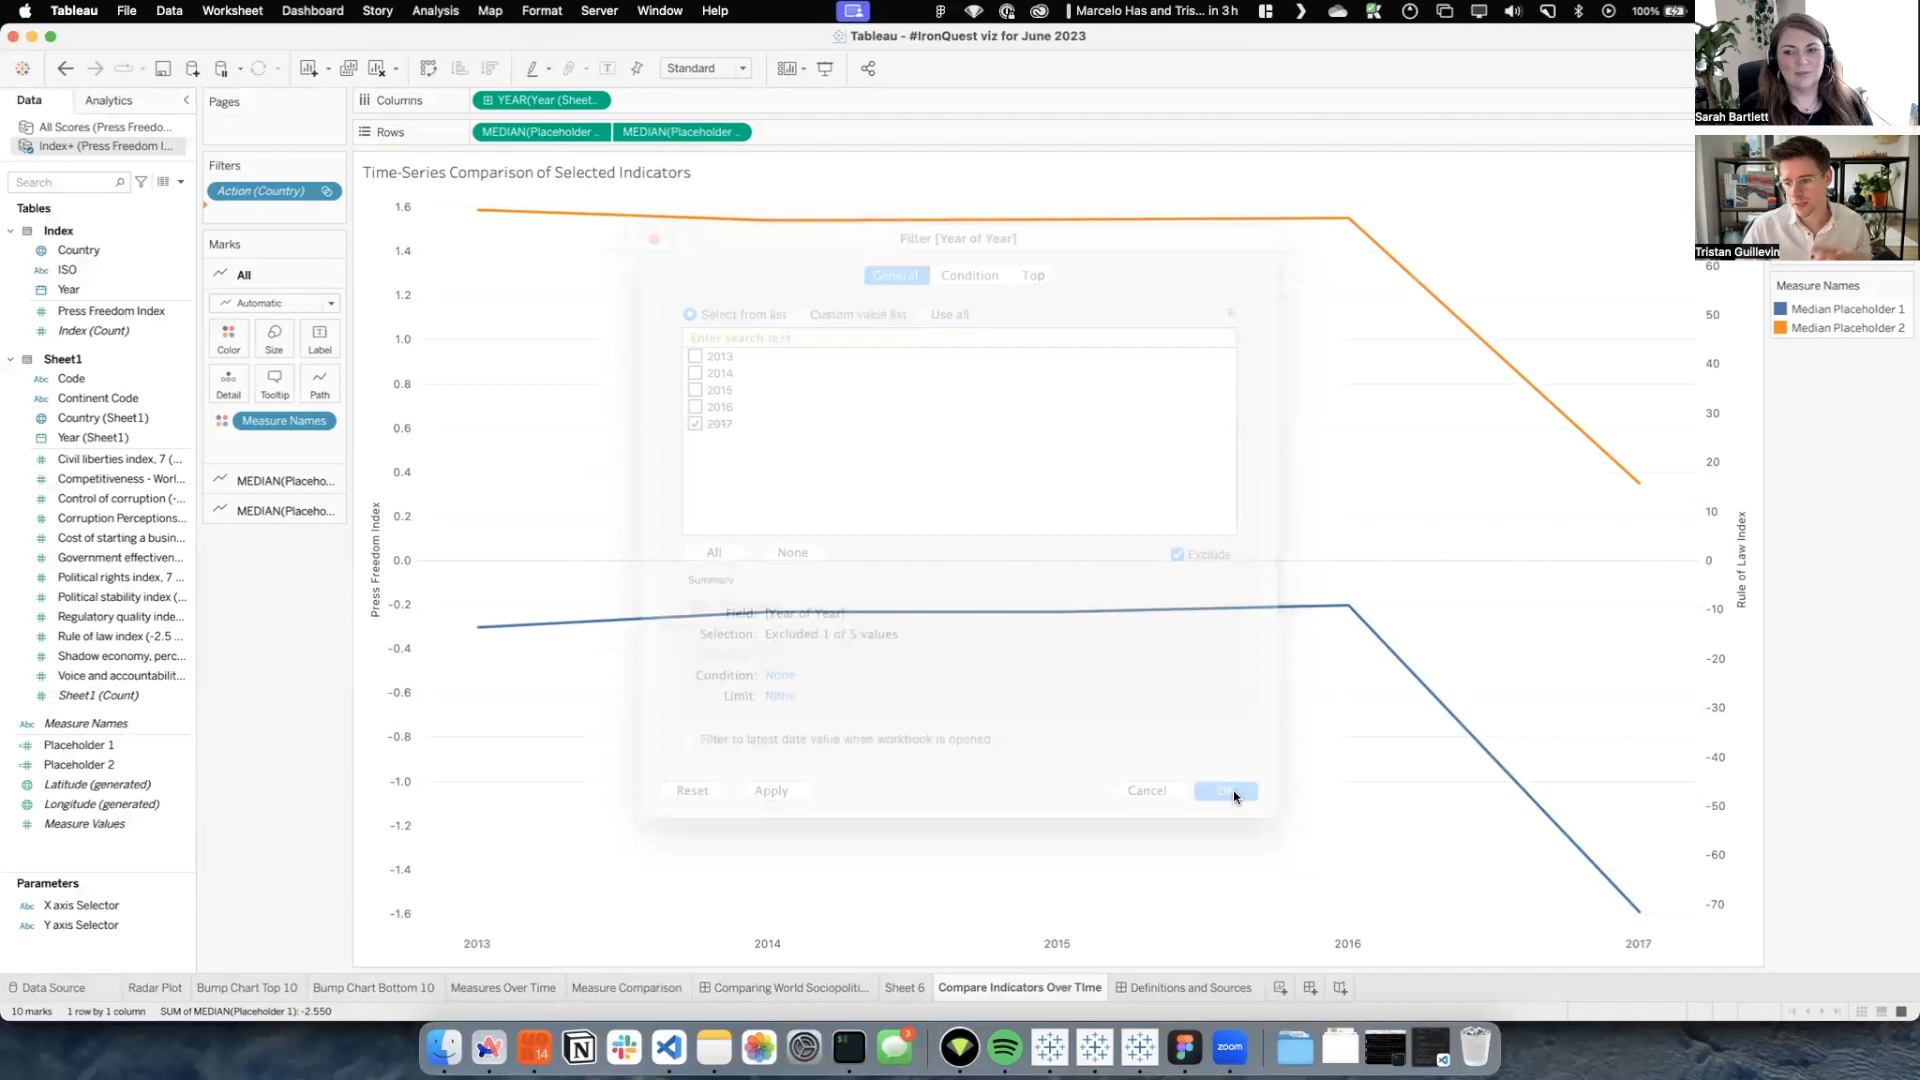 Tableau File Data Worksheet Dashboard Story Analysis Map Format Server Window Help
Marcelo Has and Tris... in 3 h
100%
Tableau - #IronQuest viz for June 2023
Standard
Data Analytics
Pages
Columns YEAR(Year (Sheet..
Rows MEDIAN(Placeholder .. MEDIAN(Placeholder ..
Sarah Bartlett
Tristan Guillevin
All Scores (Press Freedo...
Index+ (Press Freedom I...
Search
Tables
Index
Country
Abc ISO
Year
Press Freedom Index
Index (Count)
Sheet1
Abc Code
Abc Continent Code
Country (Sheet1)
Year (Sheet1)
Civil liberties index, 7 (...
Competitiveness - Worl...
Control of corruption (-...
Corruption Perceptions...
Cost of starting a busin...
Government effectiven...
Political rights index, 7 ...
Political stability index (...
Regulatory quality inde...
Rule of law index (-2.5 ...
Shadow economy, perc...
Voice and accountabilit...
Sheet1 (Count)
Abc Measure Names
Placeholder 1
Placeholder 2
Latitude (generated)
Longitude (generated)
Measure Values
Parameters
Abc X axis Selector
Abc Y axis Selector
Filters
Action (Country)
Marks
All
Automatic
Color Size Label
Detail Tooltip Path
Measure Names
MEDIAN(Placeho...
MEDIAN(Placeho...
Time-Series Comparison of Selected Indicators
1.6
1.4
1.2
1.0
0.8
0.6
0.4
0.2
0.0
-0.2
-0.4
-0.6
-0.8
-1.0
-1.2
-1.4
-1.6
Press Freedom Index
2013 2014 2015 2016 2017
60
50
40
30
20
10
0
-10
-20
-30
-40
-50
-60
-70
Rule of Law Index
Filter [Year of Year]
General Condition Top
Select from list Custom value list Use all
Enter search text
2013
2014
2015
2016
2017
All None Exclude
Summary
Field: [Year of Year]
Selection: Excluded 1 of 5 values
Condition: None
Limit: None
Filter to latest date value when workbook is opened
Reset Apply Cancel
Measure Names
Median Placeholder 1
Median Placeholder 2
Data Source Radar Plot Bump Chart Top 10 Bump Chart Bottom 10 Measures Over Time Measure Comparison Comparing World Sociopoliti... Sheet 6 Compare Indicators Over TIme Definitions and Sources
10 marks 1 row by 1 column SUM of MEDIAN(Placeholder 1): -2.550
14
3
zoom